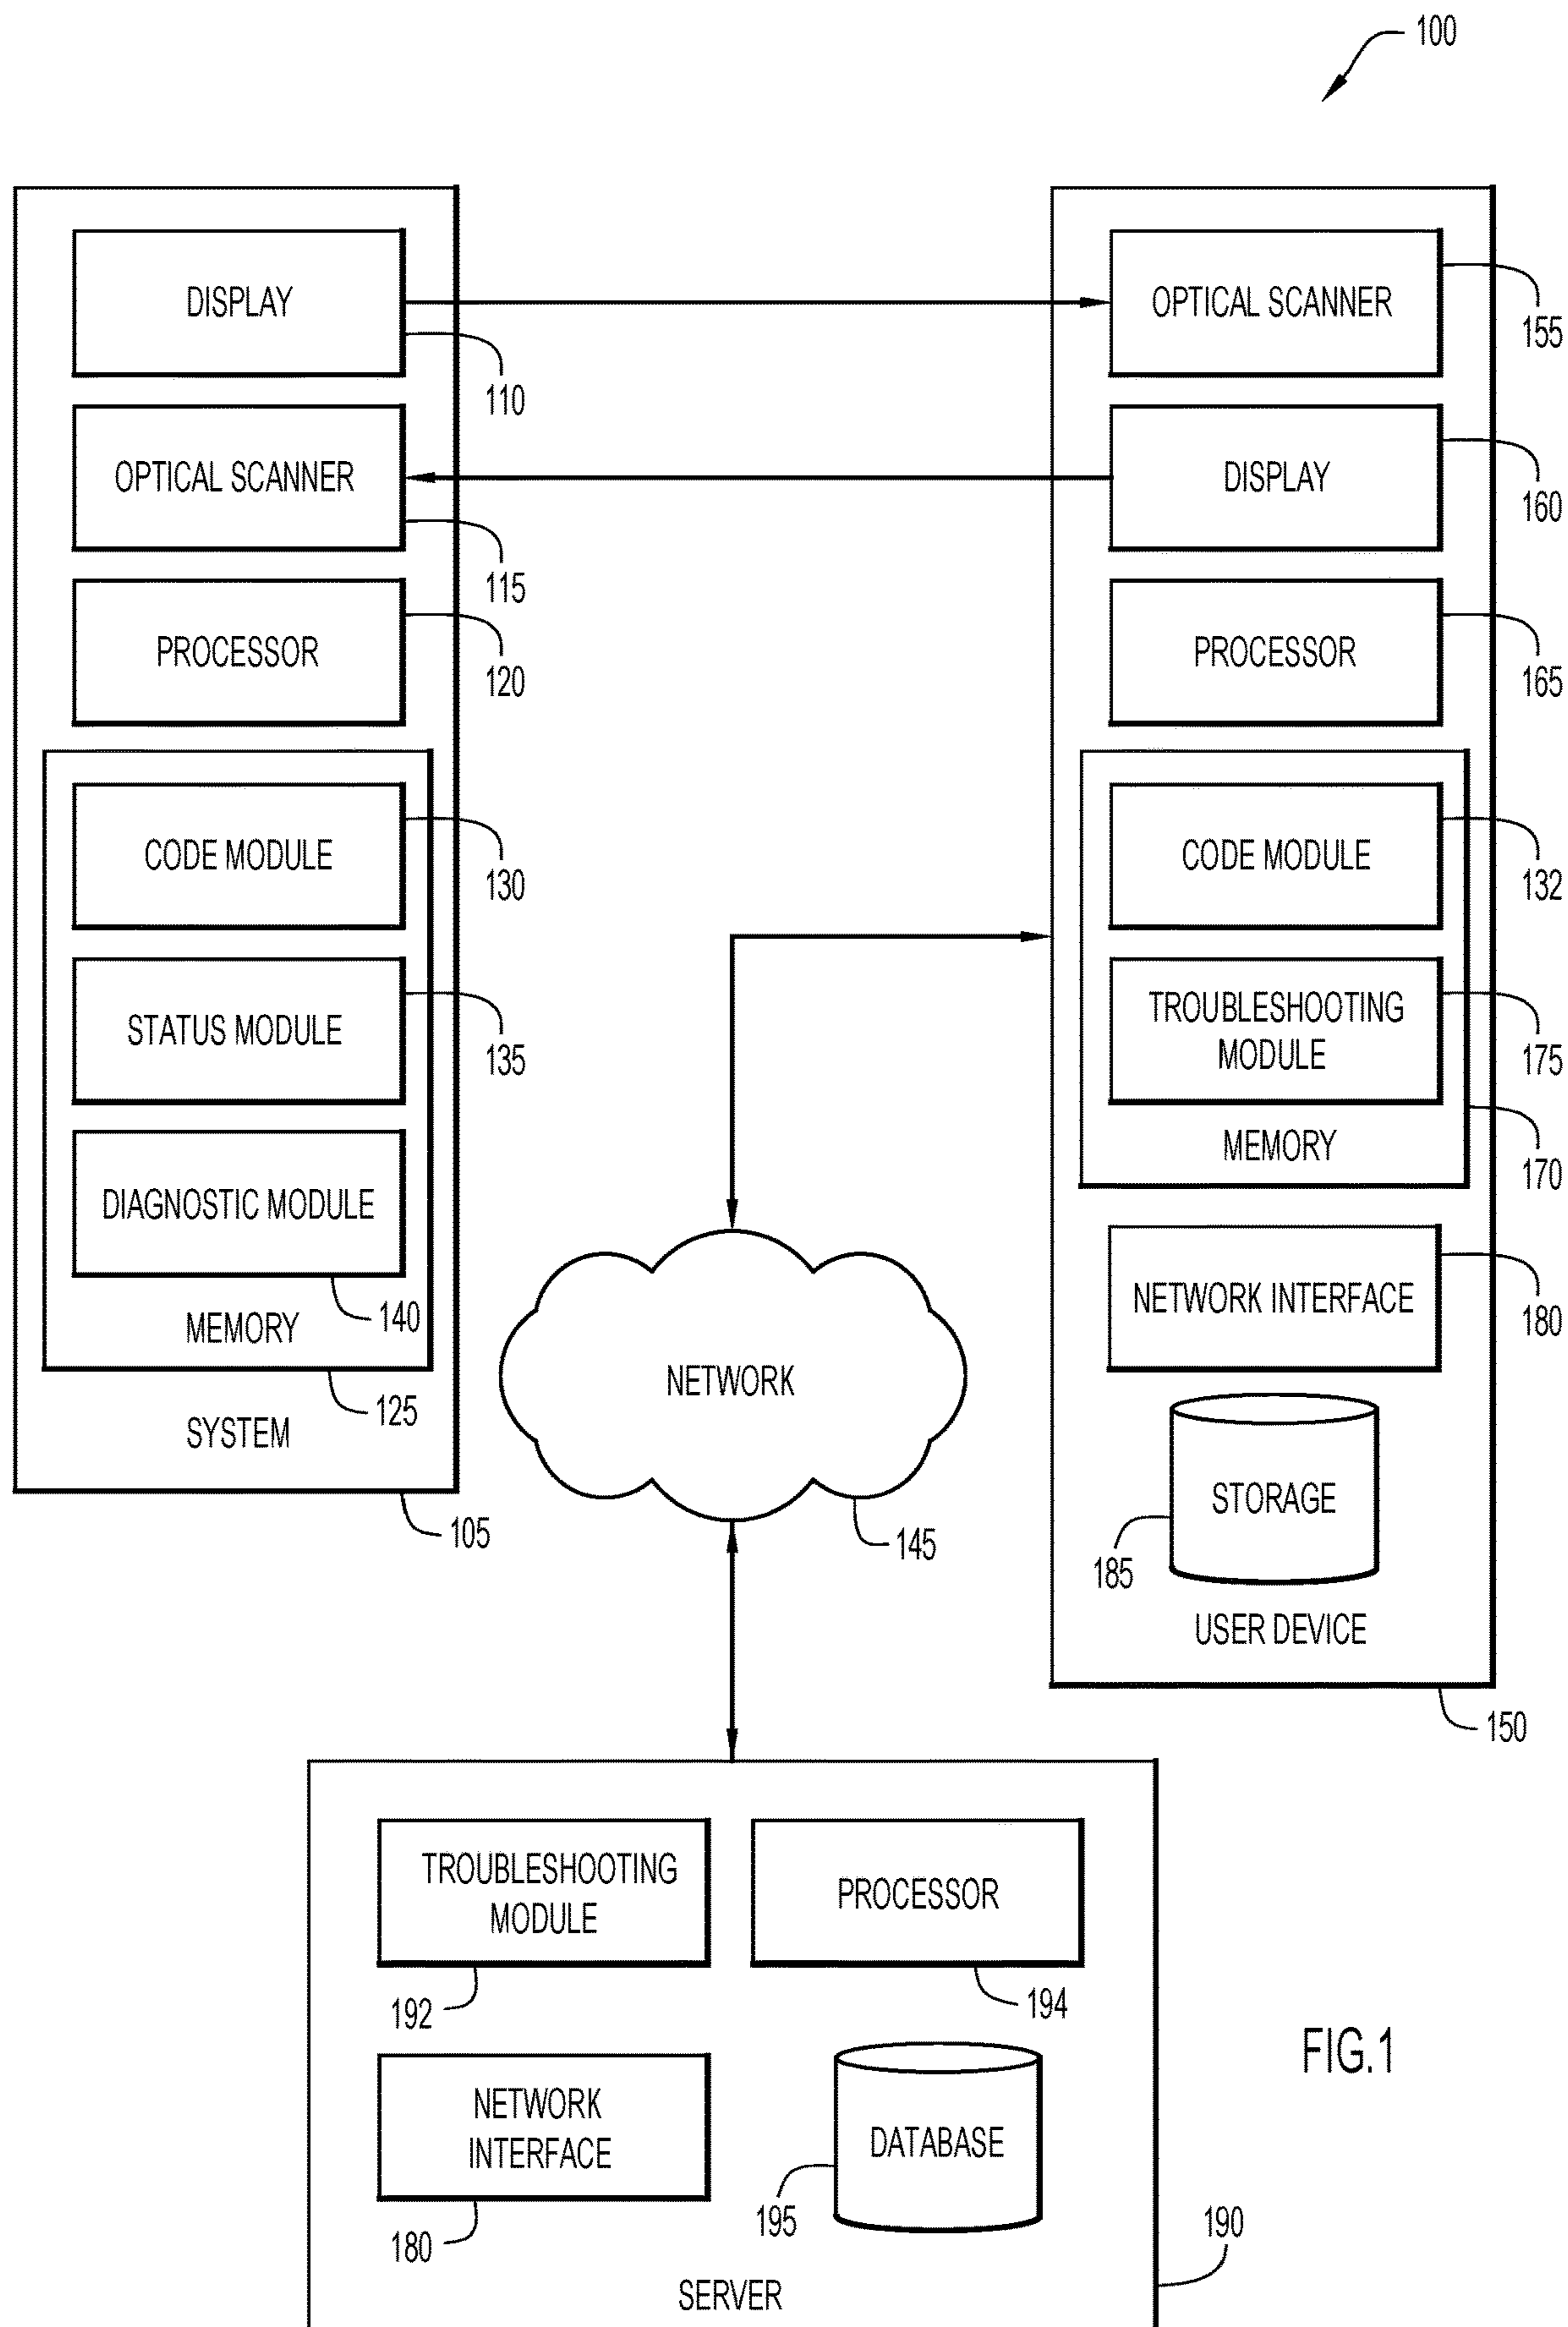 100
DISPLAY
110
OPTICAL SCANNER
115
PROCESSOR
120
CODE MODULE
130
STATUS MODULE
135
DIAGNOSTIC MODULE
140
MEMORY
125
SYSTEM
105
OPTICAL SCANNER
155
DISPLAY
160
PROCESSOR
165
CODE MODULE
132
TROUBLESHOOTING
MODULE
175
MEMORY
170
NETWORK INTERFACE
180
STORAGE
185
USER DEVICE
150
NETWORK
145
TROUBLESHOOTING
MODULE
192
PROCESSOR
194
NETWORK
INTERFACE
180
DATABASE
195
SERVER
190
FIG.1